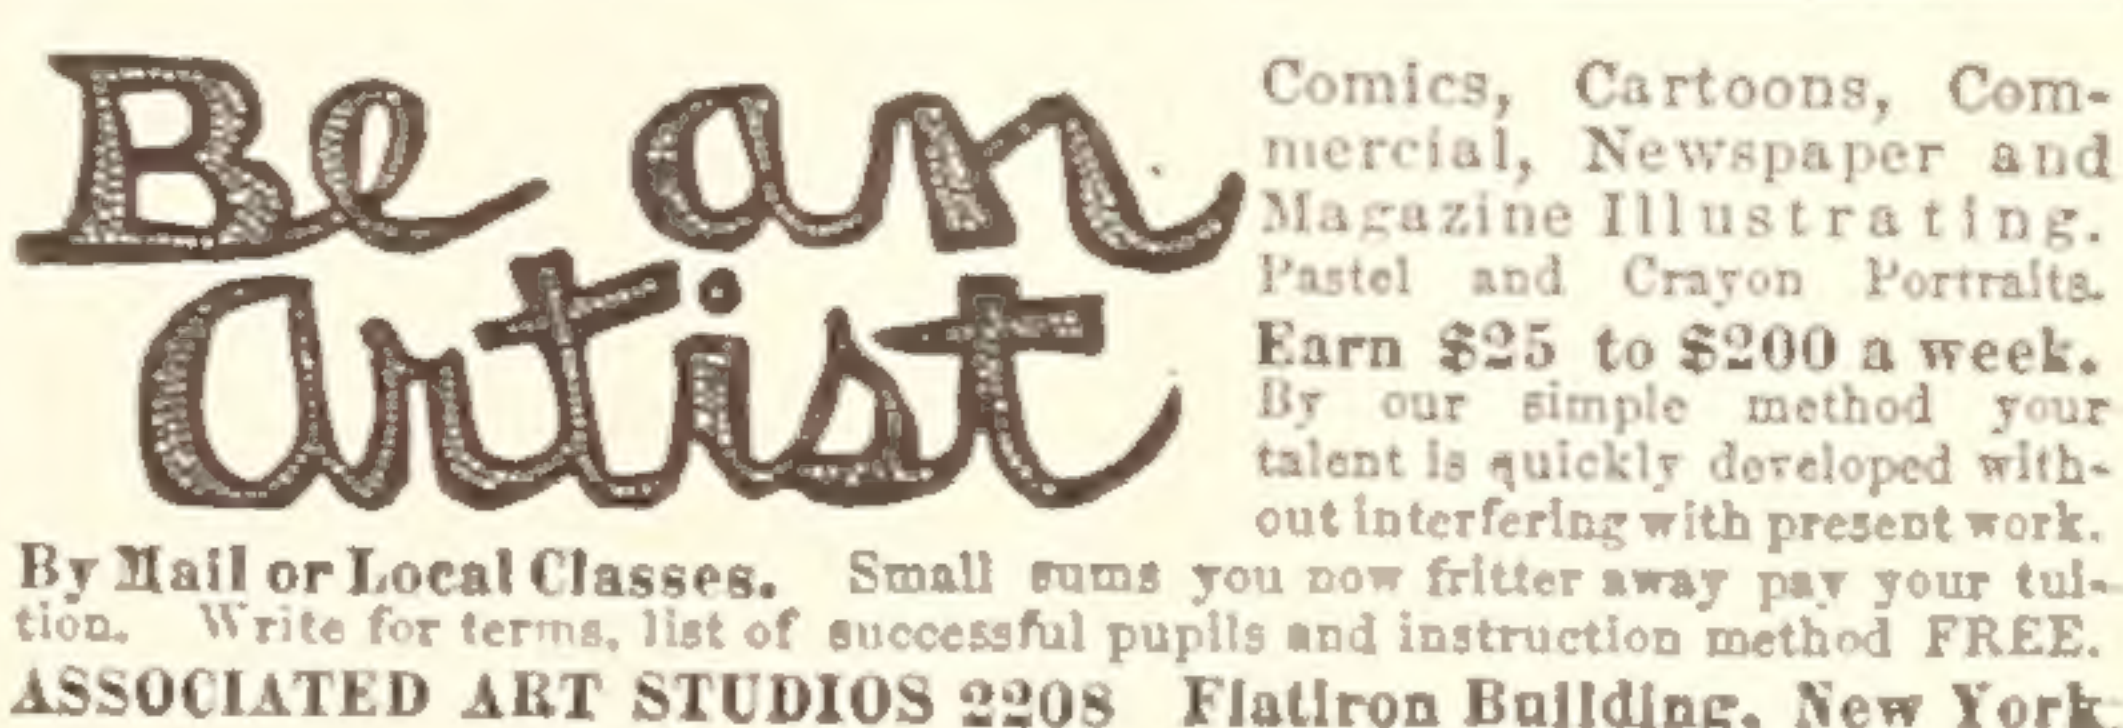 Be an
Artist
Comics, Cartoons, Com-
mercial, Newspaper and
Magazine Illustrating.
Pastel and Crayon Portraits.
Earn $25 to $200 a week.
By our simple method your
talent is quickly developed with-
out interfering with present work.
By Mail or Local Classes. Small sums you now fritter away pay your tui-
tion. Write for terms, list of successful pupils and instruction method FREE.
ASSOCIATED ART STUDIOS 2208 Flatiron Building, New York